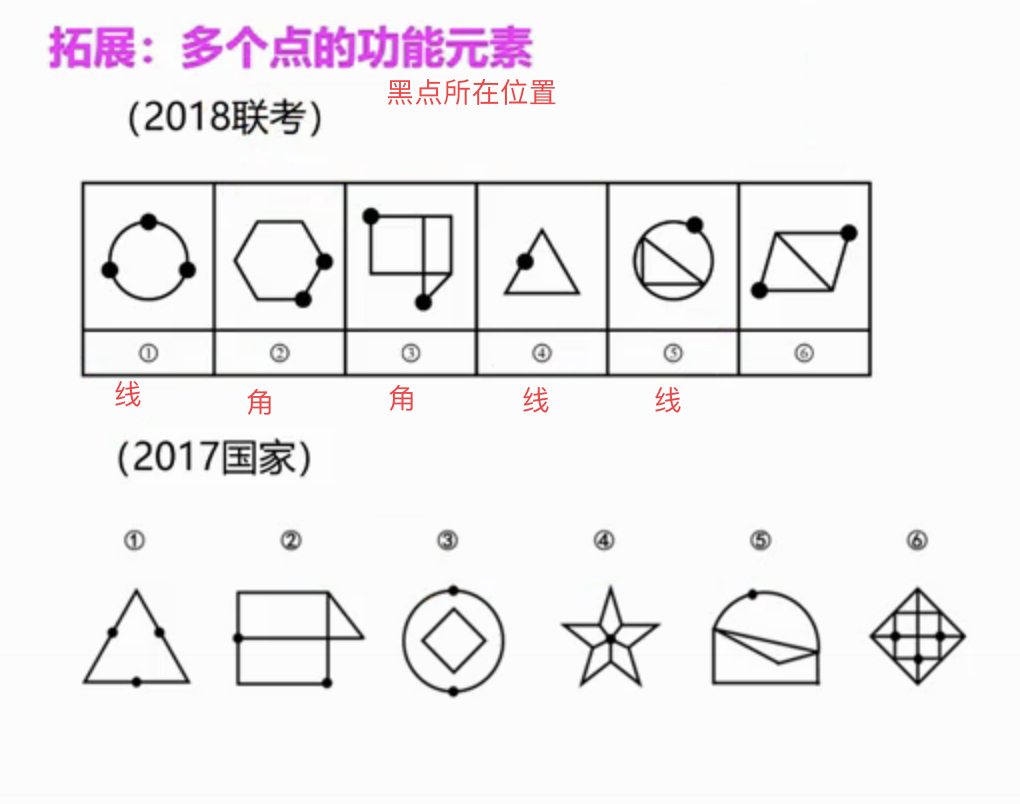 拓展：多个点的功能元素
黑点所在位置
（2018联考）
① ② ③ ④ ⑤ ⑥
线 角 角 线 线
（2017国家）
① ② ③ ④ ⑤ ⑥